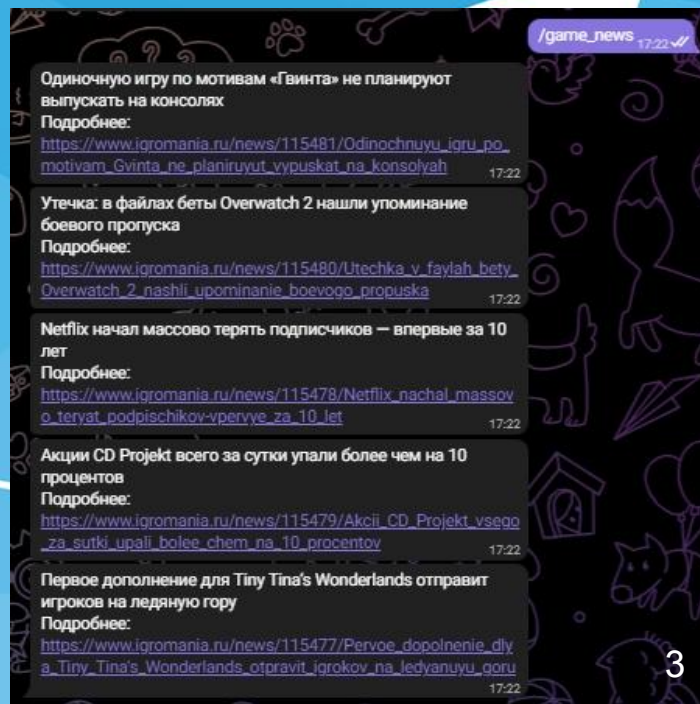 /game_news 17:22
Одиночную игру по мотивам «Гвинта» не планируют
выпускать на консолях
Подробнее:
https://www.igromania.ru/news/115481/Odinochnuyu_igru_po_
motivam_Gvinta_ne_planiruyut_vypuskat_na_konsolyah
17:22
Утечка: в файлах беты Overwatch 2 нашли упоминание
боевого пропуска
Подробнее:
https://www.igromania.ru/news/115480/Utechka_v_faylah_bety_
Overwatch_2_nashli_upominanie_boevogo_propuska
17:22
Netflix начал массово терять подписчиков — впервые за 10
лет
Подробнее:
https://www.igromania.ru/news/115478/Netflix_nachal_massov
o_teryat_podpischikov-vpervye_za_10_let
17:22
Акции CD Projekt всего за сутки упали более чем на 10
процентов
Подробнее:
https://www.igromania.ru/news/115479/Akcii_CD_Projekt_vsego
_za_sutki_upali_bolee_chem_na_10_procentov
17:22
Первое дополнение для Tiny Tina's Wonderlands отправит
игроков на ледяную гору
Подробнее:
https://www.igromania.ru/news/115477/Pervoe_dopolnenie_dly
a_Tiny_Tina's_Wonderlands_otpravit_igrokov_na_ledyanuyu_goru
17:22
3